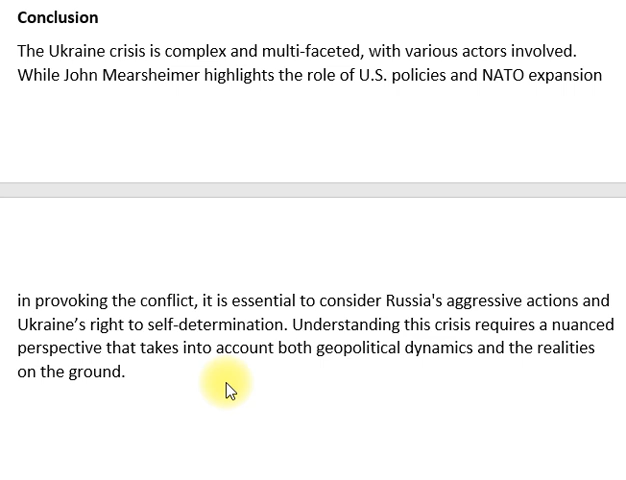 Conclusion
The Ukraine crisis is complex and multi-faceted, with various actors involved.
While John Mearsheimer highlights the role of U.S. policies and NATO expansion
in provoking the conflict, it is essential to consider Russia's aggressive actions and
Ukraine’s right to self-determination. Understanding this crisis requires a nuanced
perspective that takes into account both geopolitical dynamics and the realities
on the ground.